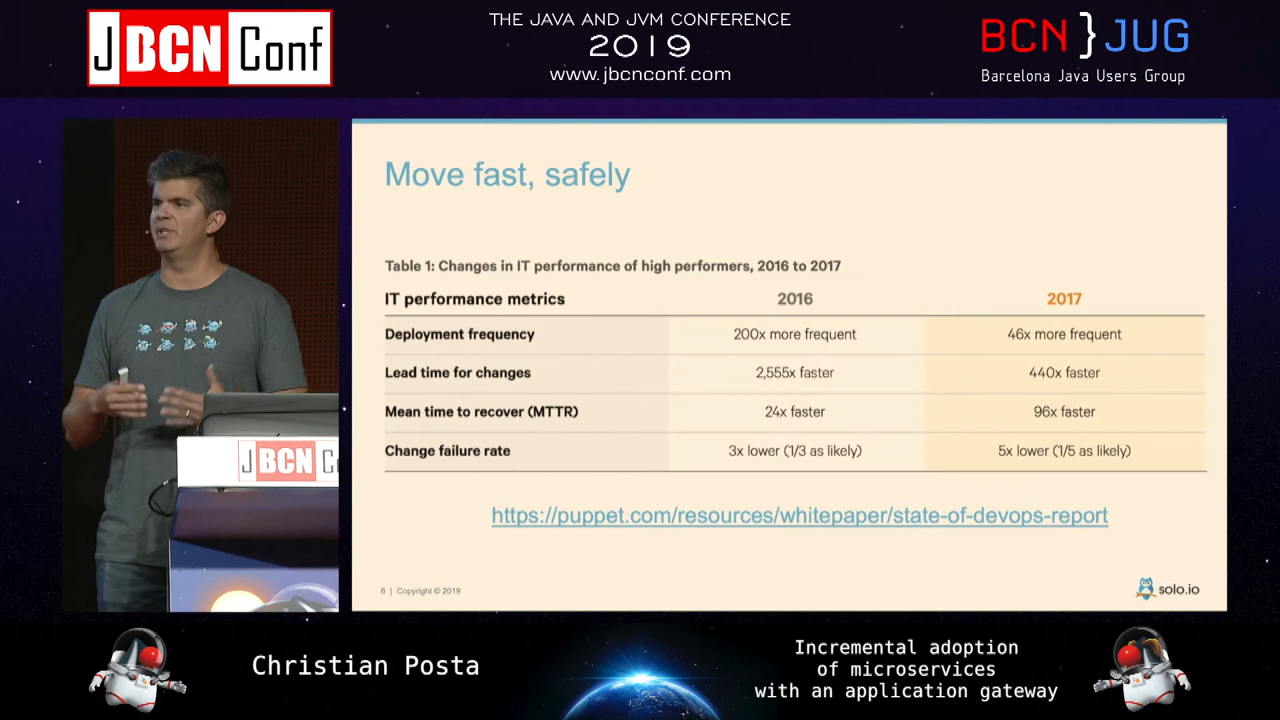 J BCN Conf
THE JAVA AND JVM CONFERENCE
2019
www.jbcnconf.com
BCN } JUG
Barcelona Java Users Group
Move fast, safely
Table 1: Changes in IT performance of high performers, 2016 to 2017
IT performance metrics 2016 2017
Deployment frequency 200x more frequent 46x more frequent
Lead time for changes 2,555x faster 440x faster
Mean time to recover (MTTR) 24x faster 96x faster
Change failure rate 3x lower (1/3 as likely) 5x lower (1/5 as likely)
https://puppet.com/resources/whitepaper/state-of-devops-report
6 | Copyright © 2019
solo.io
J BCN C
Christian Posta
Incremental adoption
of microservices
with an application gateway